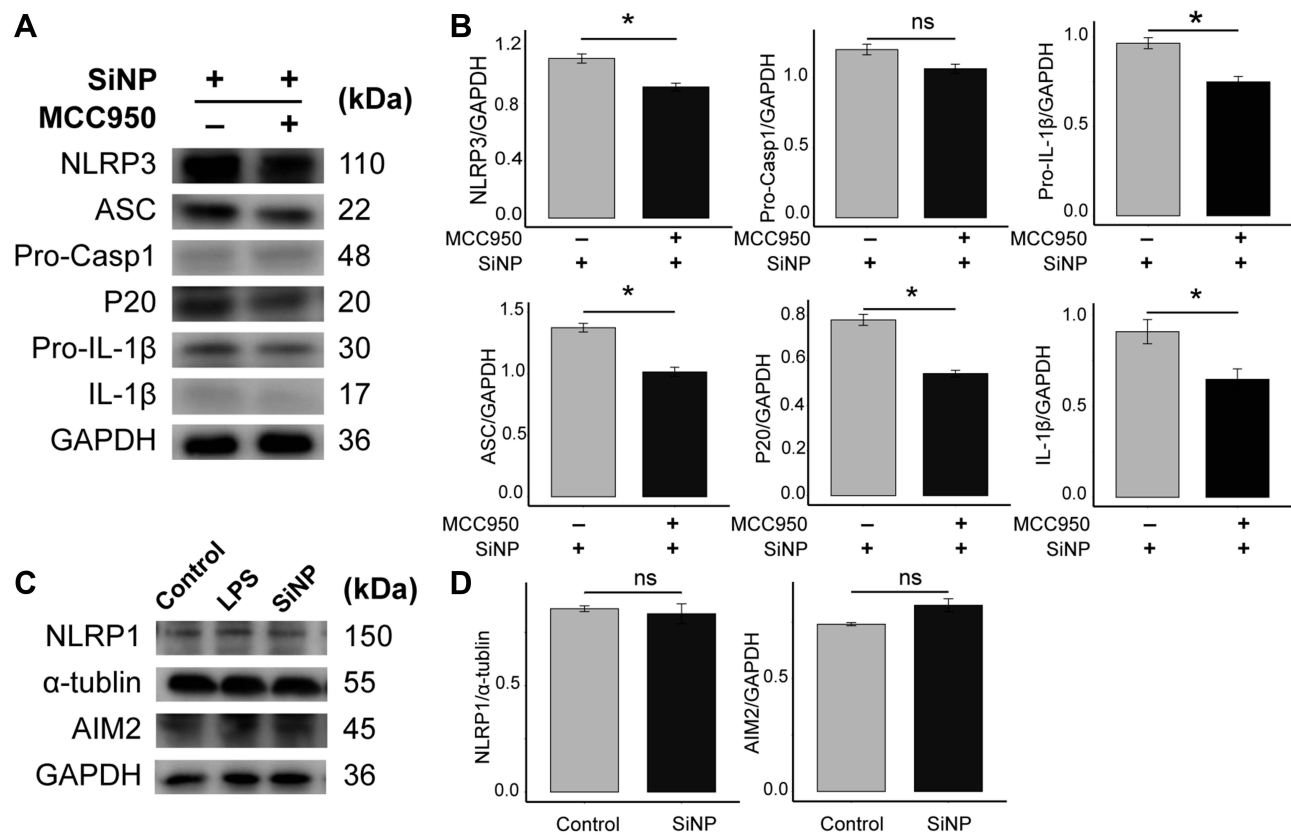 A
SiNP + +
MCC950 – +
(kDa)
NLRP3 110
ASC 22
Pro-Casp1 48
P20 20
Pro-IL-1β 30
IL-1β 17
GAPDH 36
B
*
NLRP3/GAPDH
1.2
0.8
0.4
0.0
MCC950 – +
SiNP + +
ns
Pro-Casp1/GAPDH
1.0
0.5
0.0
MCC950 – +
SiNP + +
*
Pro-IL-1β/GAPDH
1.0
0.5
0.0
MCC950 – +
SiNP + +
*
ASC/GAPDH
1.5
1.0
0.5
0.0
MCC950 – +
SiNP + +
*
P20/GAPDH
0.8
0.6
0.4
0.2
0.0
MCC950 – +
SiNP + +
*
IL-1β/GAPDH
1.0
0.5
0.0
MCC950 – +
SiNP + +
C
Control LPS SiNP (kDa)
NLRP1 150
α-tublin 55
AIM2 45
GAPDH 36
D
ns
NLRP1/α-tublin
0.5
0.0
Control SiNP
ns
AIM2/GAPDH
0.5
0.0
Control SiNP